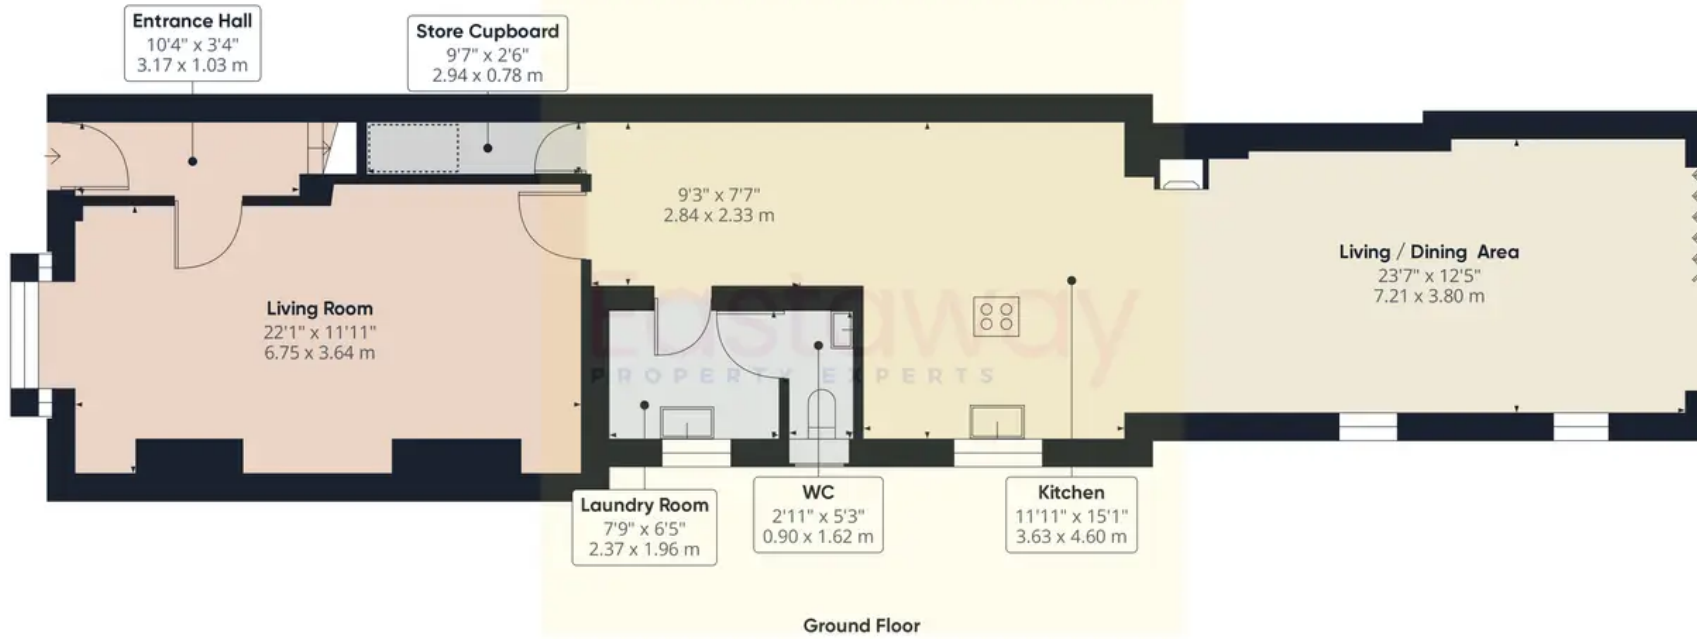 Entrance Hall
10'4" x 3'4"
3.17 x 1.03 m
Store Cupboard
9'7" x 2'6"
2.94 x 0.78 m
9'3" x 7'7"
2.84 x 2.33 m
Living / Dining Area
23'7" x 12'5"
7.21 x 3.80 m
Living Room
22'1" x 11'11"
6.75 x 3.64 m
Eastaway
PROPERTY EXPERTS
Laundry Room
7'9" x 6'5"
2.37 x 1.96 m
WC
2'11" x 5'3"
0.90 x 1.62 m
Kitchen
11'11" x 15'1"
3.63 x 4.60 m
Ground Floor